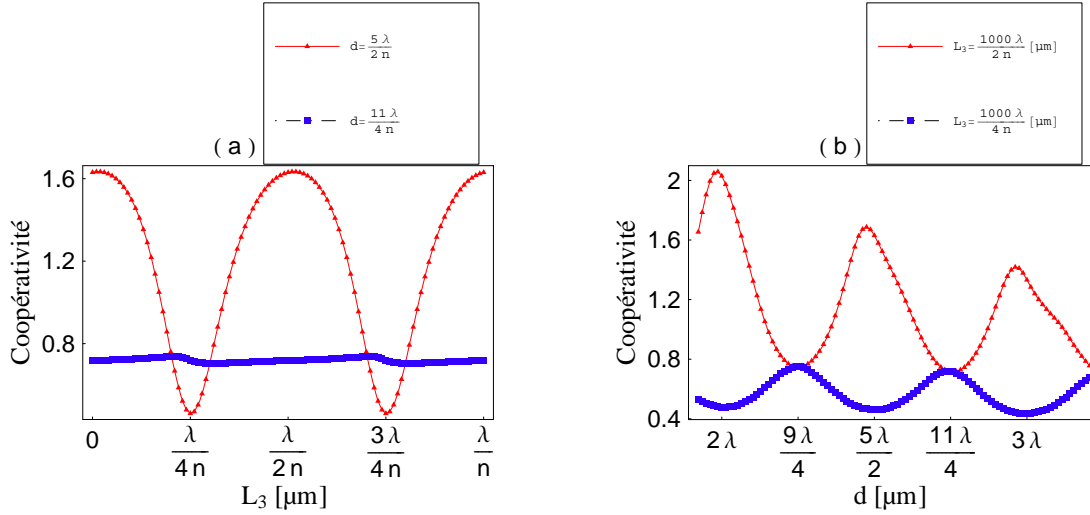 d=5 λ/2 n
d=11 λ/4 n
(a)
Coopérativité
1.6
1.2
0.8
0 λ/4 n λ/2 n 3 λ/4 n λ/n
L₃ [µm]
L₃=1000 λ/2 n [µm]
L₃=1000 λ/4 n [µm]
(b)
Coopérativité
2
1.6
1.2
0.8
0.4
2 λ 9 λ/4 5 λ/2 11 λ/4 3 λ
d [µm]